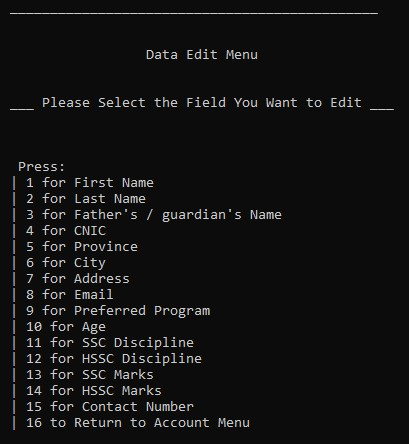 Data Edit Menu
___ Please Select the Field You Want to Edit ___
Press:
| 1 for First Name
| 2 for Last Name
| 3 for Father's / guardian's Name
| 4 for CNIC
| 5 for Province
| 6 for City
| 7 for Address
| 8 for Email
| 9 for Preferred Program
| 10 for Age
| 11 for SSC Discipline
| 12 for HSSC Discipline
| 13 for SSC Marks
| 14 for HSSC Marks
| 15 for Contact Number
| 16 to Return to Account Menu